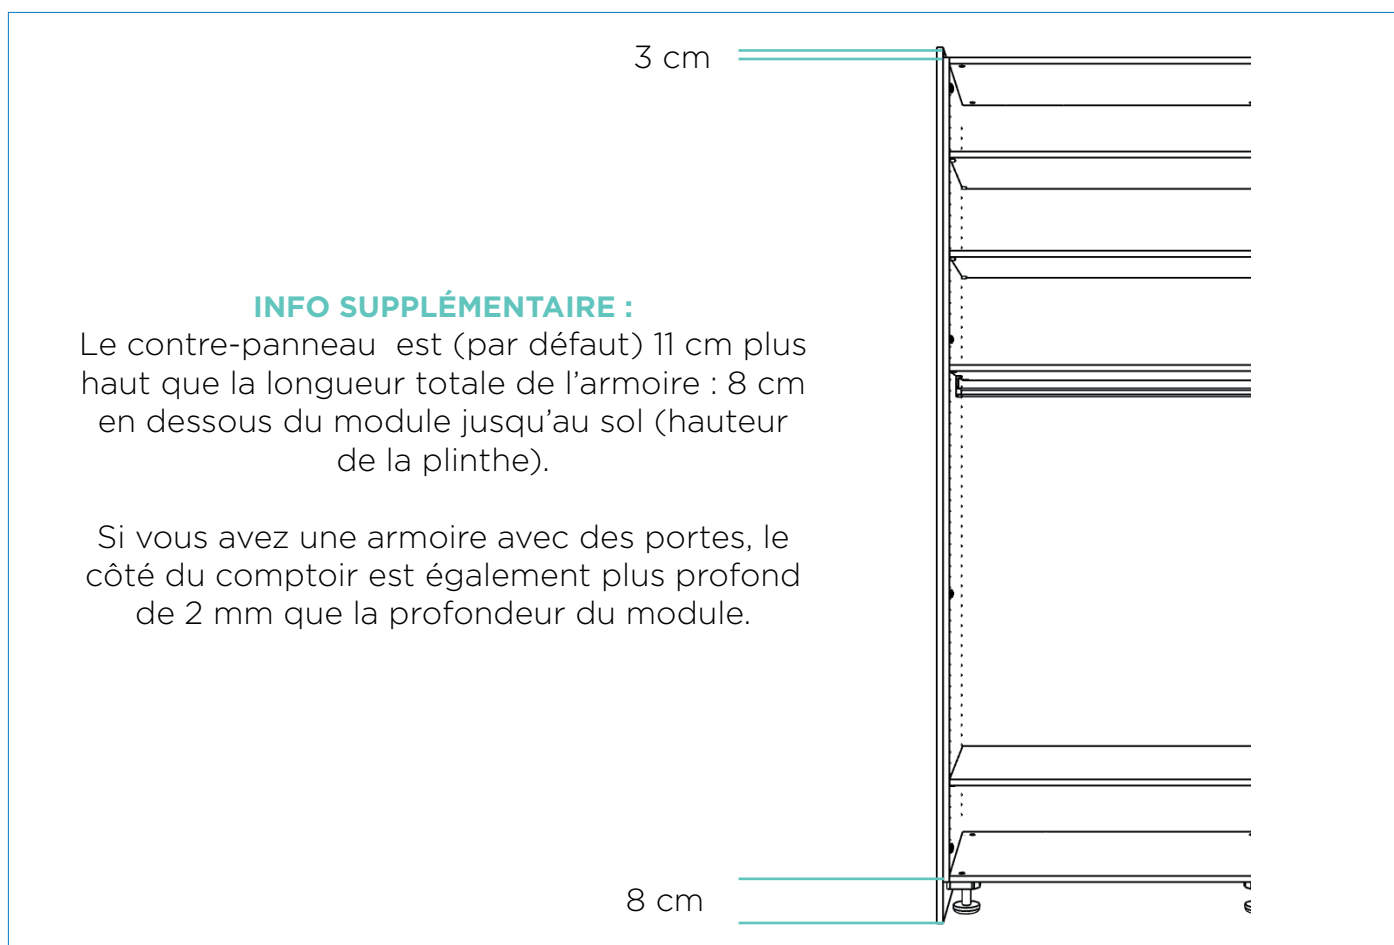 3 cm
INFO SUPPLÉMENTAIRE :
Le contre-panneau  est (par défaut) 11 cm plus
haut que la longueur totale de l’armoire : 8 cm
en dessous du module jusqu’au sol (hauteur
de la plinthe).
Si vous avez une armoire avec des portes, le
côté du comptoir est également plus profond
de 2 mm que la profondeur du module.
8 cm